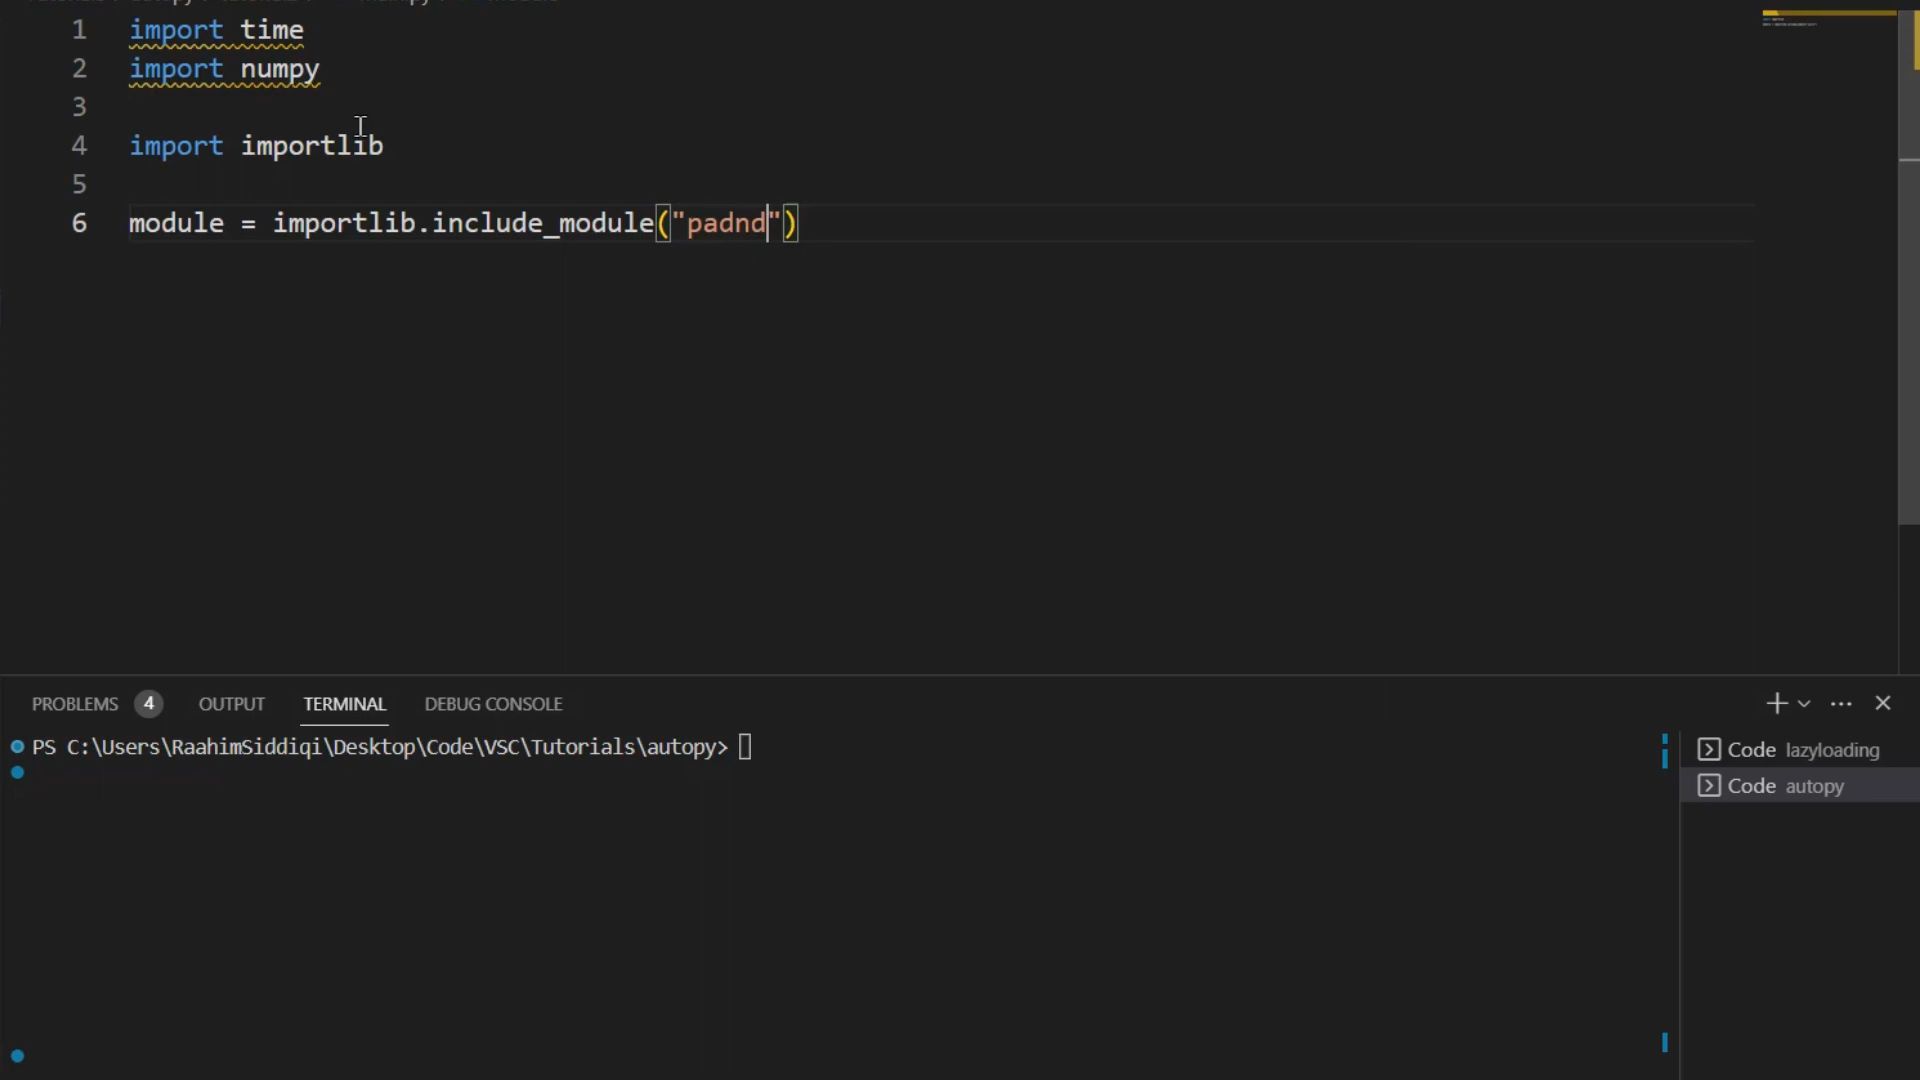 1 import time
2 import numpy
3
4 import importlib
5
6 module = importlib.include_module("padnd")
PROBLEMS 4 OUTPUT TERMINAL DEBUG CONSOLE
PS C:\Users\RaahimSiddiqi\Desktop\Code\VSC\Tutorials\autopy>
Code lazyloading
Code autopy